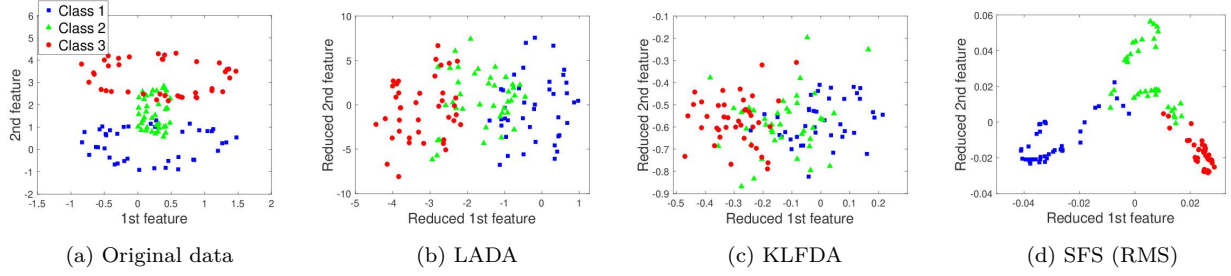 Class 1
Class 2
Class 3
6
5
4
3
2
1
0
-1
-2
2nd feature
-1.5 -1 -0.5 0 0.5 1 1.5 2
1st feature
(a) Original data
10
5
0
-5
-10
Reduced 2nd feature
-5 -4 -3 -2 -1 0 1
Reduced 1st feature
(b) LADA
-0.1
-0.2
-0.3
-0.4
-0.5
-0.6
-0.7
-0.8
-0.9
Reduced 2nd feature
-0.5 -0.4 -0.3 -0.2 -0.1 0 0.1 0.2
Reduced 1st feature
(c) KLFDA
0.06
0.04
0.02
0
-0.02
-0.04
Reduced 2nd feature
-0.04 -0.02 0 0.02
Reduced 1st feature
(d) SFS (RMS)